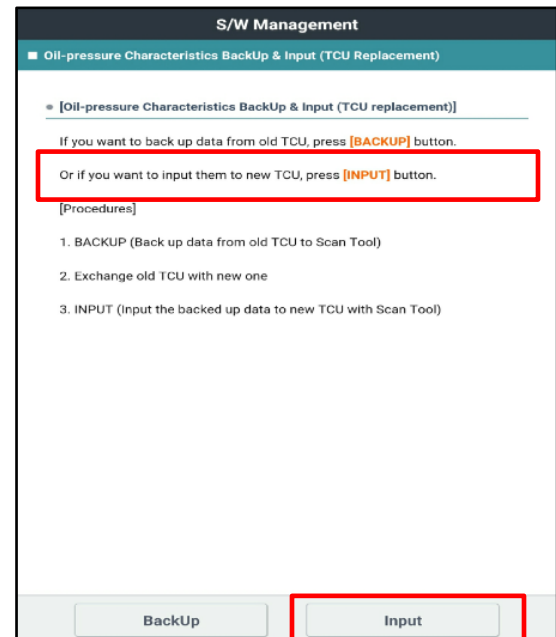 S/W Management
Oil-pressure Characteristics BackUp & Input (TCU Replacement)
[Oil-pressure Characteristics BackUp & Input (TCU replacement)]
If you want to back up data from old TCU, press [BACKUP] button.
Or if you want to input them to new TCU, press [INPUT] button.
[Procedures]
1. BACKUP (Back up data from old TCU to Scan Tool)
2. Exchange old TCU with new one
3. INPUT (Input the backed up data to new TCU with Scan Tool)
BackUp
Input